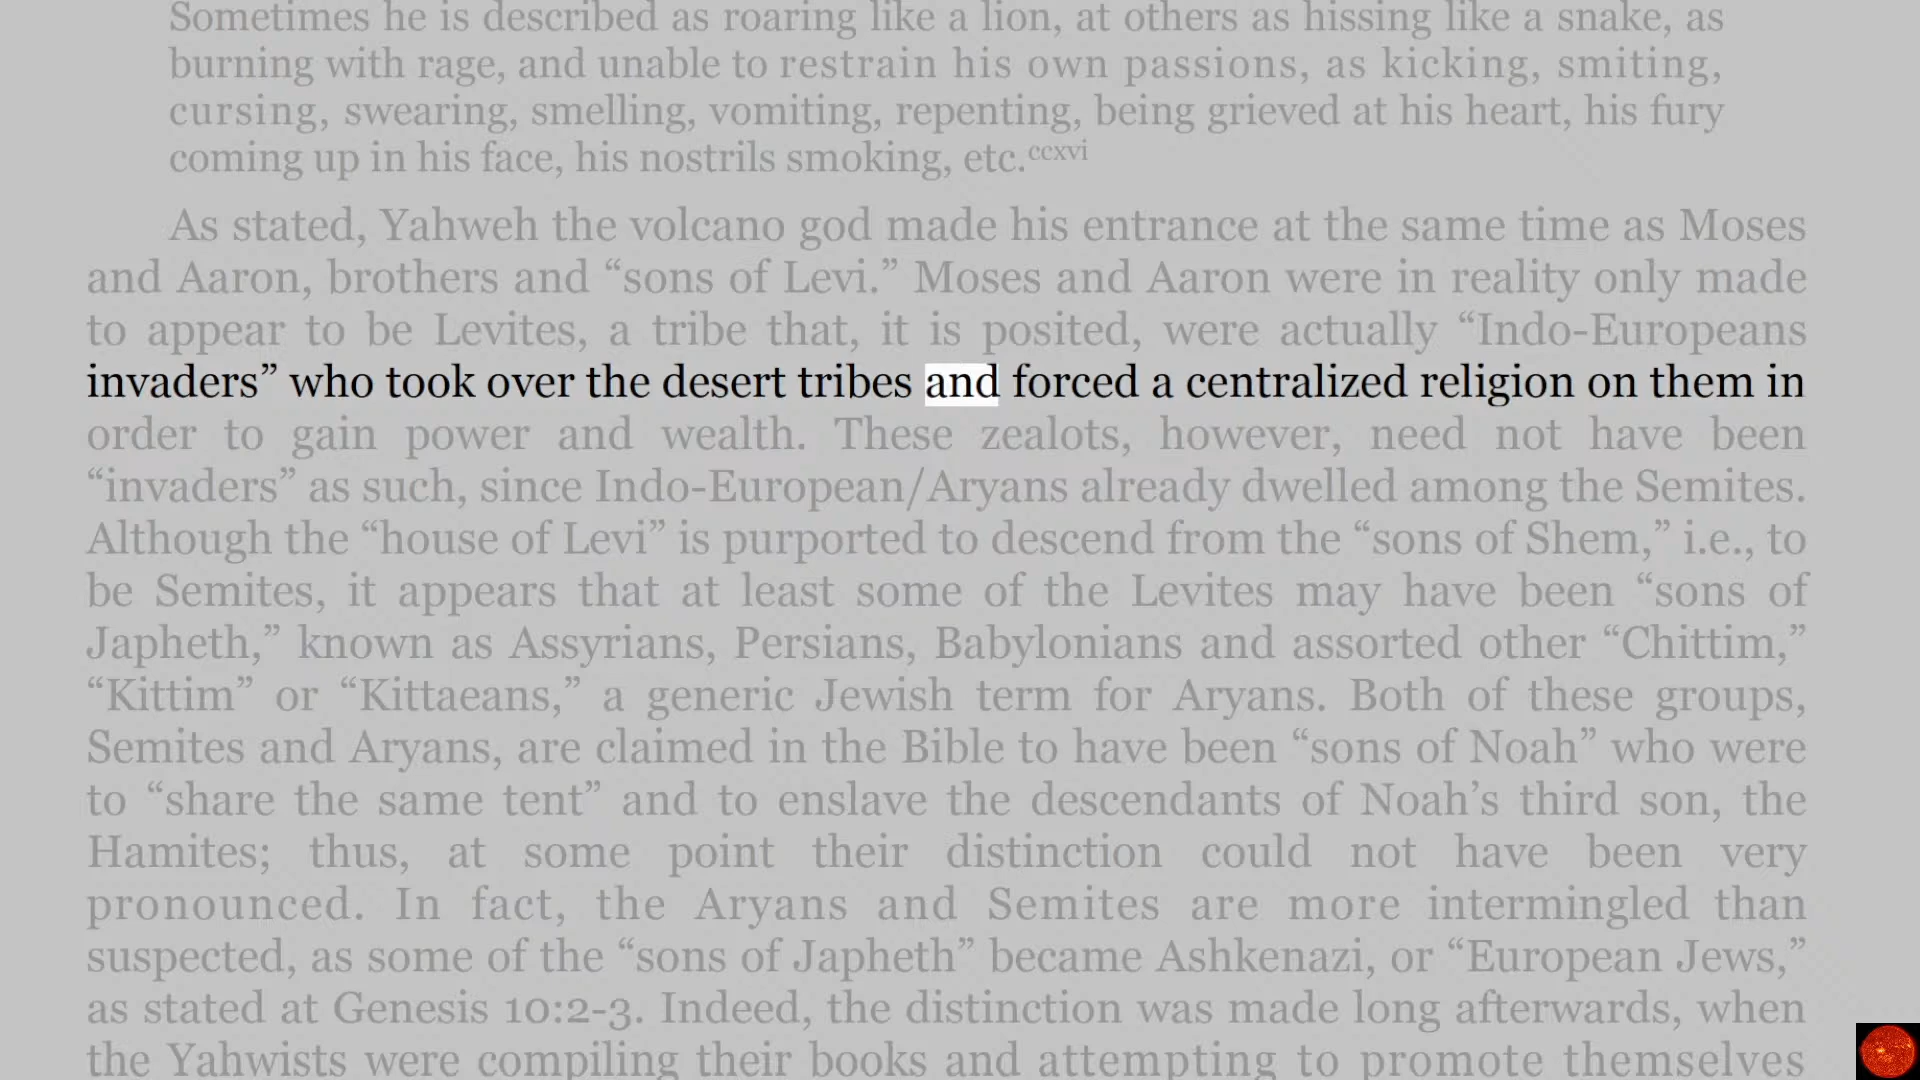 Sometimes he is described as roaring like a lion, at others as hissing like a snake, as
burning with rage, and unable to restrain his own passions, as kicking, smiting,
cursing, swearing, smelling, vomiting, repenting, being grieved at his heart, his fury
coming up in his face, his nostrils smoking, etc.ccxvi
As stated, Yahweh the volcano god made his entrance at the same time as Moses
and Aaron, brothers and “sons of Levi.” Moses and Aaron were in reality only made
to appear to be Levites, a tribe that, it is posited, were actually “Indo-Europeans
invaders” who took over the desert tribes and forced a centralized religion on them in
order to gain power and wealth. These zealots, however, need not have been
“invaders” as such, since Indo-European/Aryans already dwelled among the Semites.
Although the “house of Levi” is purported to descend from the “sons of Shem,” i.e., to
be Semites, it appears that at least some of the Levites may have been “sons of
Japheth,” known as Assyrians, Persians, Babylonians and assorted other “Chittim,”
“Kittim” or “Kittaeans,” a generic Jewish term for Aryans. Both of these groups,
Semites and Aryans, are claimed in the Bible to have been “sons of Noah” who were
to “share the same tent” and to enslave the descendants of Noah’s third son, the
Hamites; thus, at some point their distinction could not have been very
pronounced. In fact, the Aryans and Semites are more intermingled than
suspected, as some of the “sons of Japheth” became Ashkenazi, or “European Jews,”
as stated at Genesis 10:2-3. Indeed, the distinction was made long afterwards, when
the Yahwists were compiling their books and attempting to promote themselves